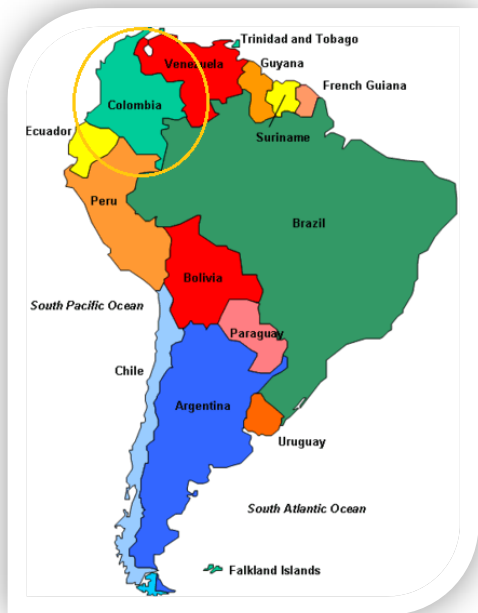 Trinidad and Tobago
Venezuela
Guyana
French Guiana
Colombia
Ecuador
Suriname
Peru
Brazil
Bolivia
South Pacific Ocean
Paraguay
Chile
Argentina
Uruguay
South Atlantic Ocean
Falkland Islands